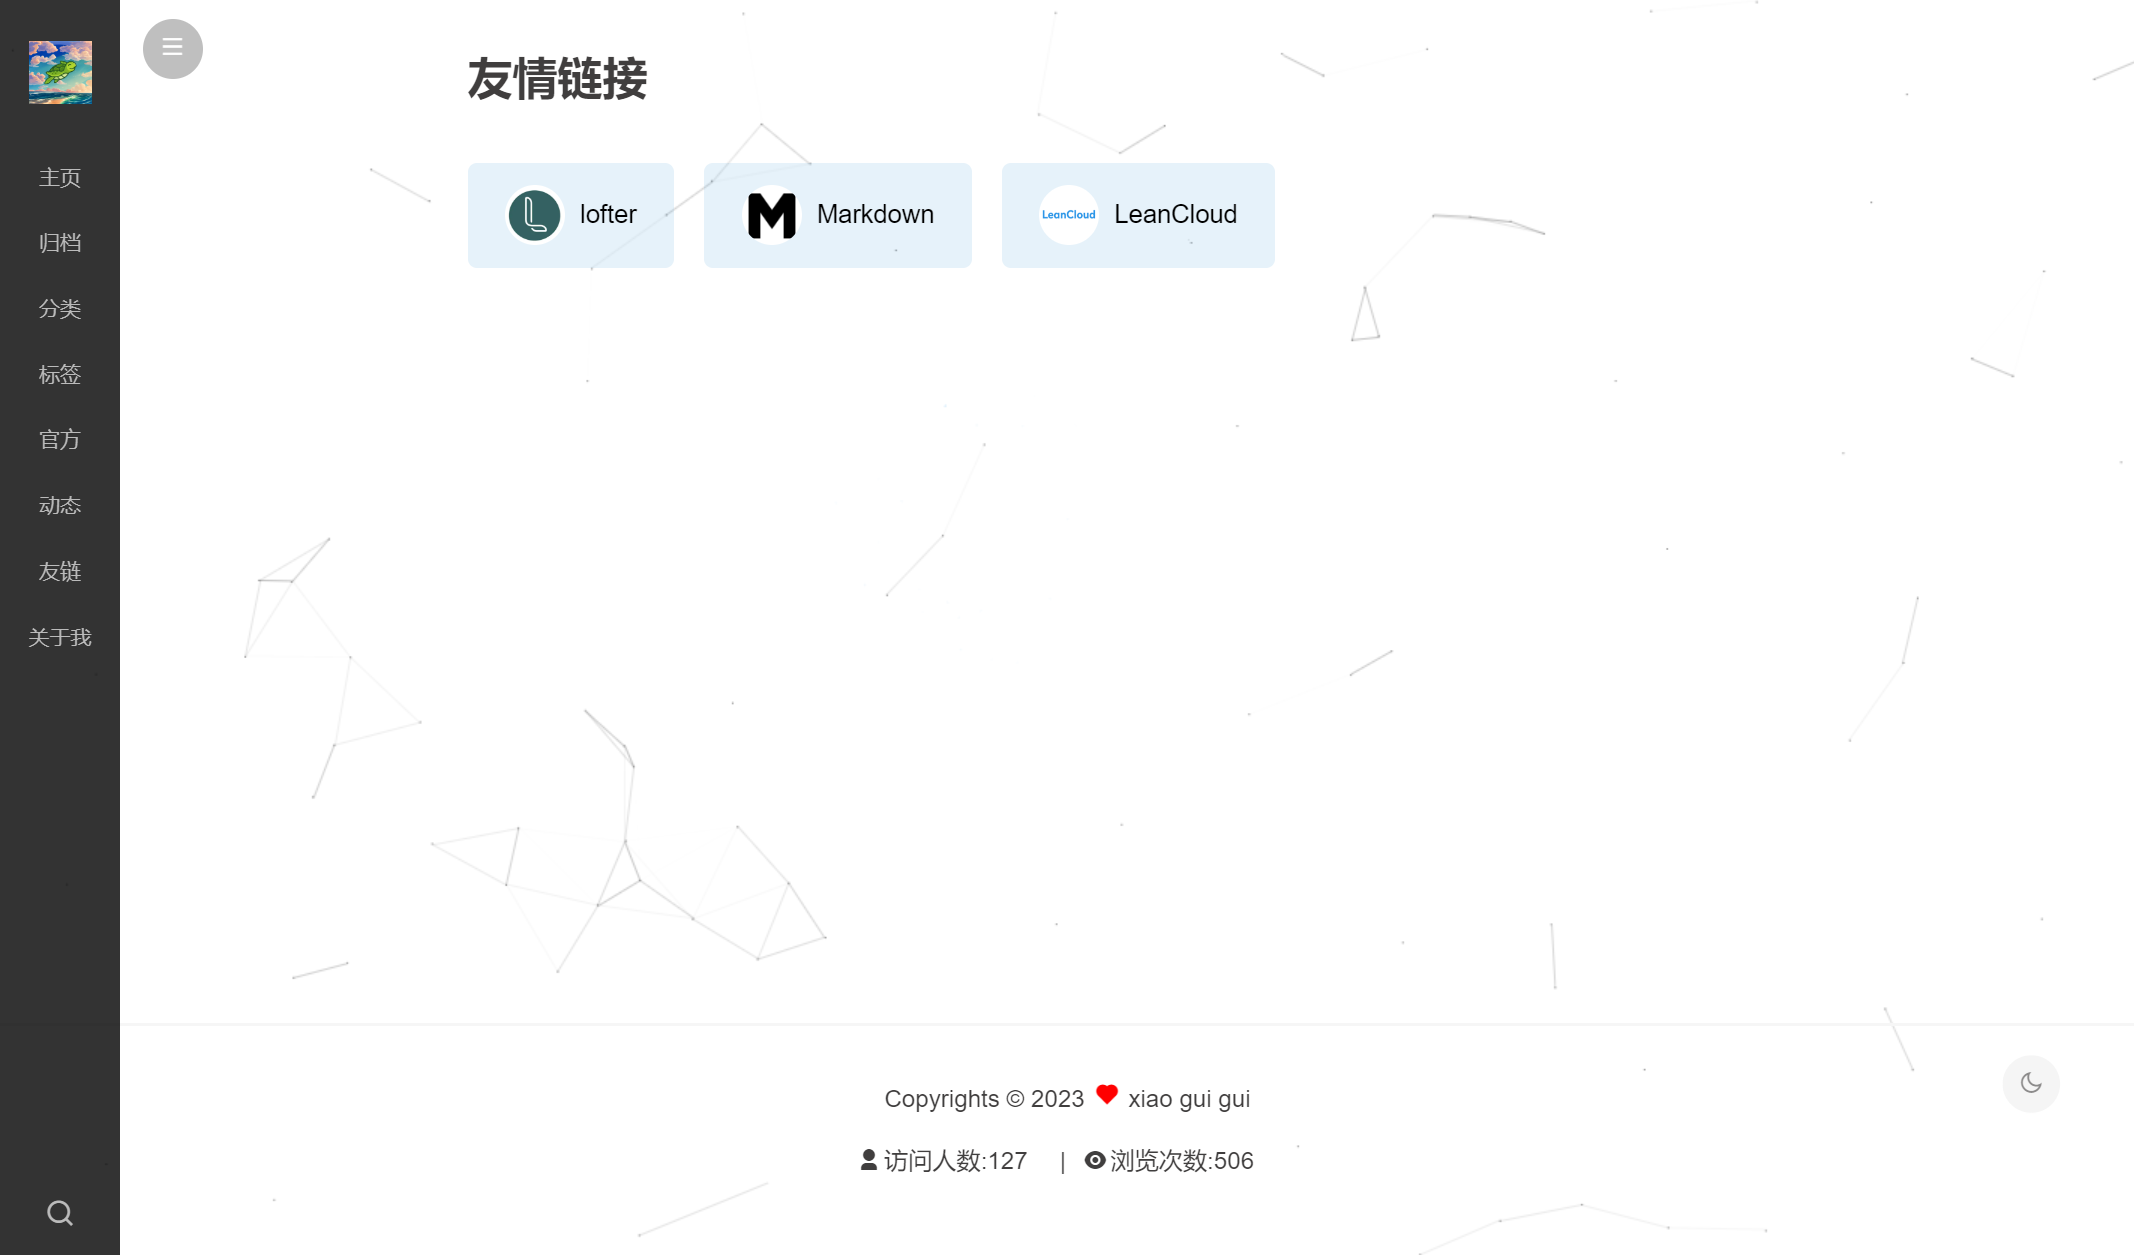 主页
归档
分类
标签
官方
动态
友链
关于我
友情链接
lofter
Markdown
LeanCloud
LeanCloud
Copyrights © 2023 xiao gui gui
访问人数:127 | 浏览次数:506